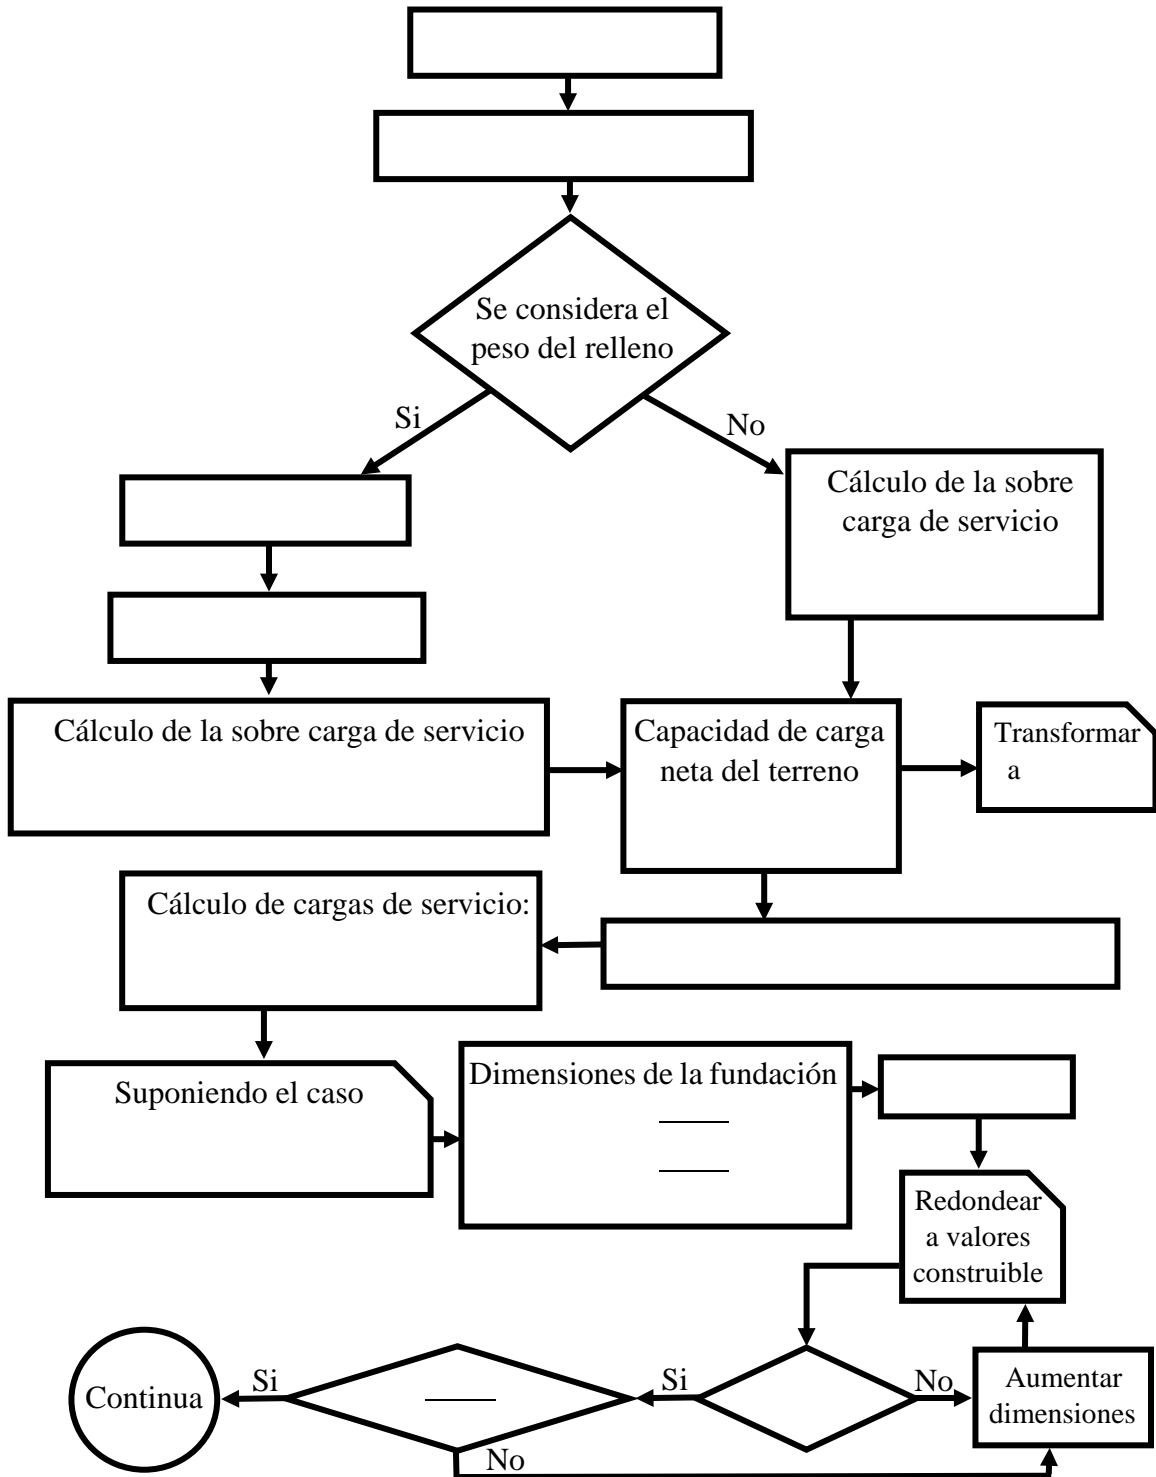 Se considera el
peso del relleno
Si
No
Cálculo de la sobre
carga de servicio
Cálculo de la sobre carga de servicio
Capacidad de carga
neta del terreno
Transformar
a
Cálculo de cargas de servicio:
Suponiendo el caso
Dimensiones de la fundación
Redondear
a valores
construible
Continua
Si
Si
No
Aumentar
dimensiones
No